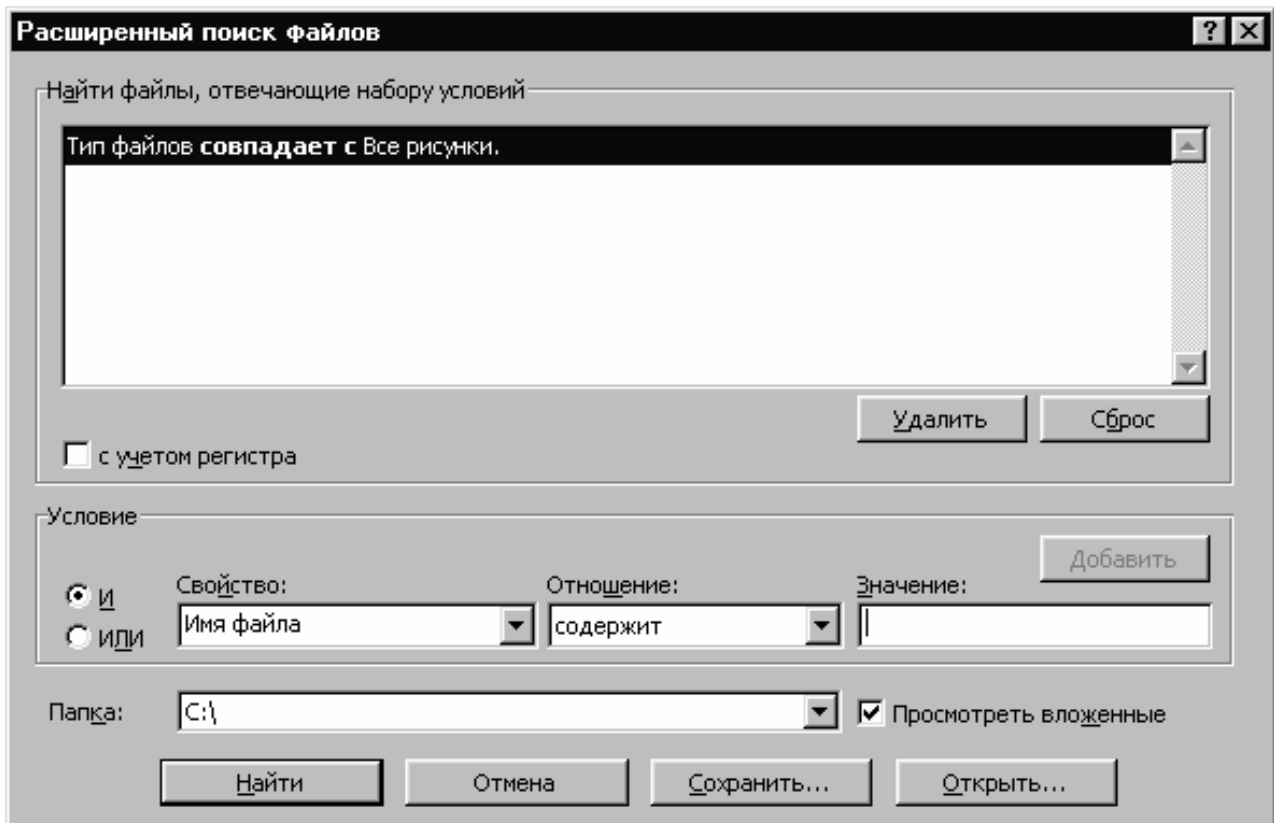 Расширенный поиск файлов
Найти файлы, отвечающие набору условий
Тип файлов совпадает с Все рисунки.
Удалить Сброс
с учетом регистра
Условие
Добавить
И Свойство: Отношение: Значение:
ИЛИ Имя файла содержит
Папка: C:\ Просмотреть вложенные
Найти Отмена Сохранить... Открыть...